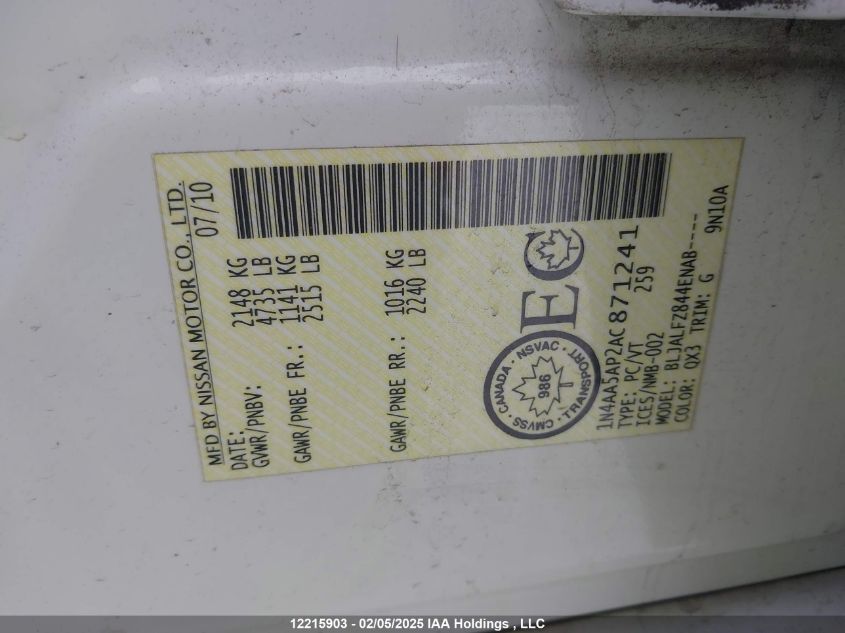 MFD BY NISSAN MOTOR CO., LTD.
DATE: 07/10
GVWR/PNBV: 2148 KG
4735 LB
GAWR/PNBE FR.: 1141 KG
2515 LB
GAWR/PNBE RR.: 1016 KG
2240 LB
CANADA · NSVAC · TRANSPORT · CMVSS
986
EC
1N4AA5AP2AC871241
TYPE: PC/VT 259
ICES/NMB-002
MODEL: BLJALFZ844ENAB----
COLOR: QX3 TRIM: G 9N10A
12215903 - 02/05/2025 IAA Holdings , LLC